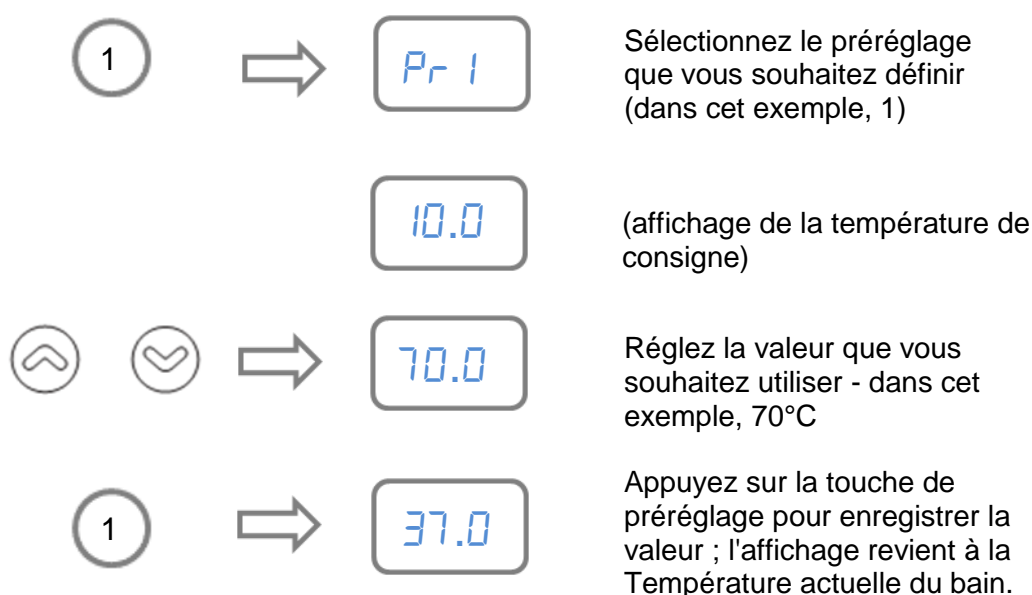 1
Pr 1
Sélectionnez le préréglage
que vous souhaitez définir
(dans cet exemple, 1)
10.0
(affichage de la température de
consigne)
70.0
Réglez la valeur que vous
souhaitez utiliser - dans cet
exemple, 70°C
1
37.0
Appuyez sur la touche de
préréglage pour enregistrer la
valeur ; l'affichage revient à la
Température actuelle du bain.